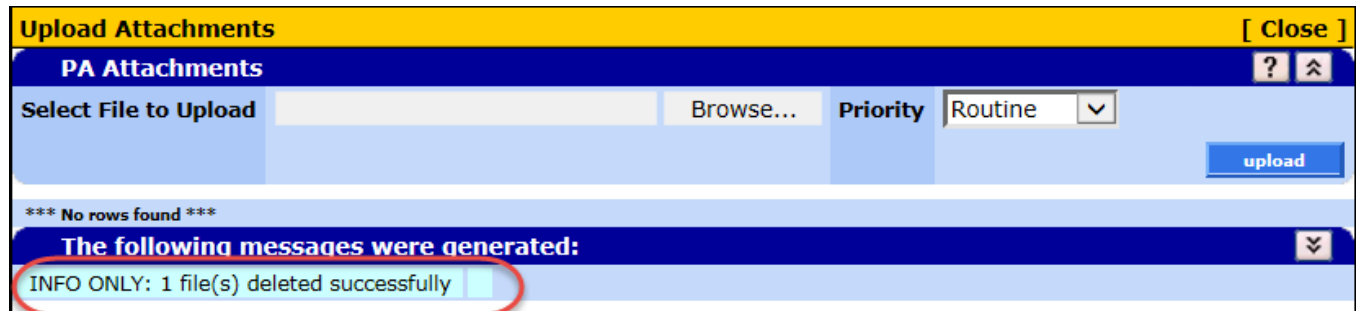 Upload Attachments [ Close ]
PA Attachments ?
Select File to Upload Browse... Priority Routine
upload
*** No rows found ***
The following messages were generated:
INFO ONLY: 1 file(s) deleted successfully